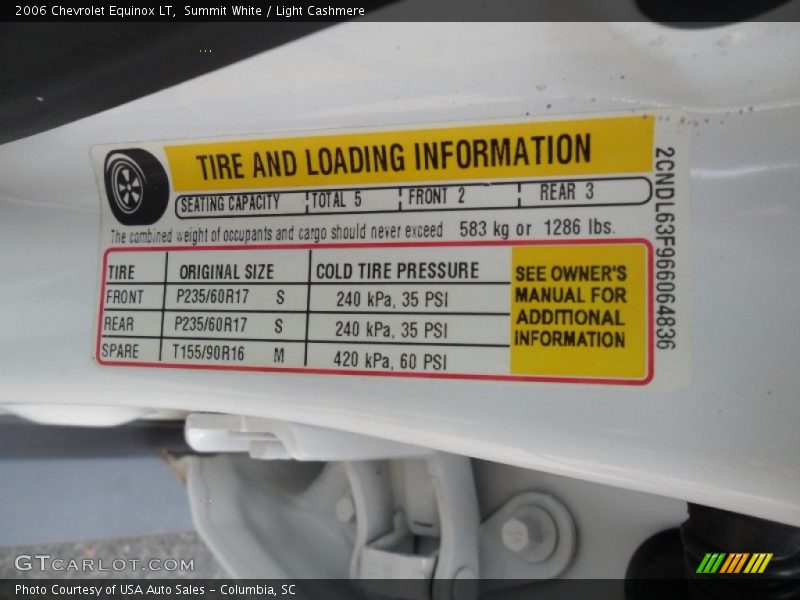 2006 Chevrolet Equinox LT, Summit White / Light Cashmere
TIRE AND LOADING INFORMATION
SEATING CAPACITY TOTAL 5 FRONT 2 REAR 3
The combined weight of occupants and cargo should never exceed 583 kg or 1286 lbs.
TIRE ORIGINAL SIZE COLD TIRE PRESSURE
FRONT P235/60R17 S 240 kPa, 35 PSI
REAR P235/60R17 S 240 kPa, 35 PSI
SPARE T155/90R16 M 420 kPa, 60 PSI
SEE OWNER'S
MANUAL FOR
ADDITIONAL
INFORMATION
2CNDL63F966064836
GTCARLOT.COM
Photo Courtesy of USA Auto Sales - Columbia, SC